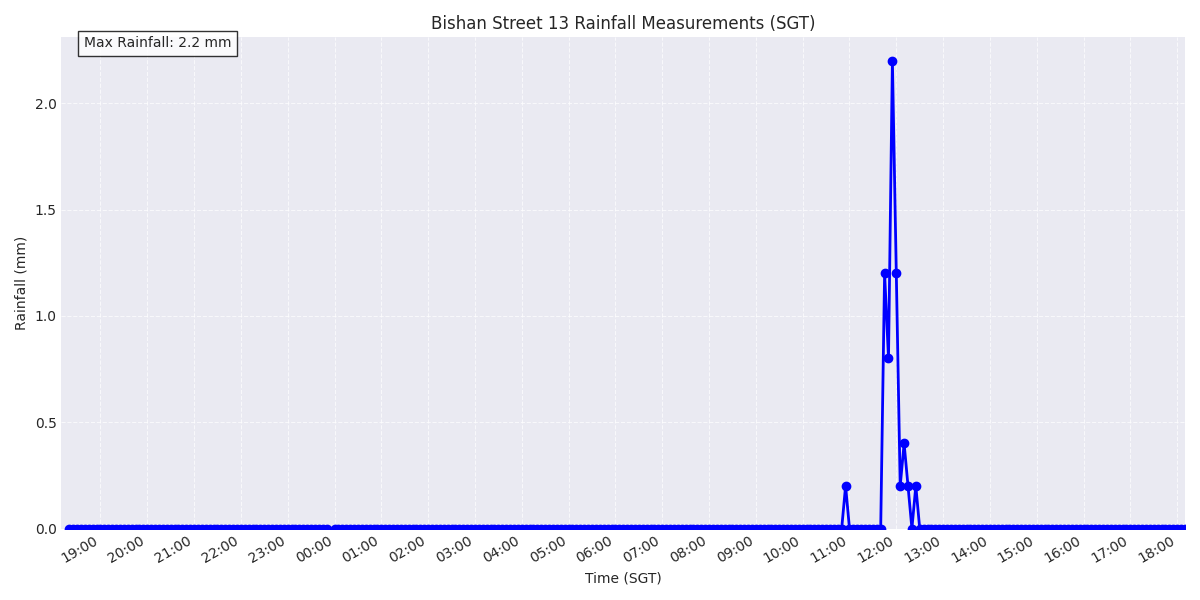 Bishan Street 13 Rainfall Measurements (SGT)
Max Rainfall: 2.2 mm
Rainfall (mm)
2.0
1.5
1.0
0.5
0.0
19:00 20:00 21:00 22:00 23:00 00:00 01:00 02:00 03:00 04:00 05:00 06:00 07:00 08:00 09:00 10:00 11:00 12:00 13:00 14:00 15:00 16:00 17:00 18:00
Time (SGT)